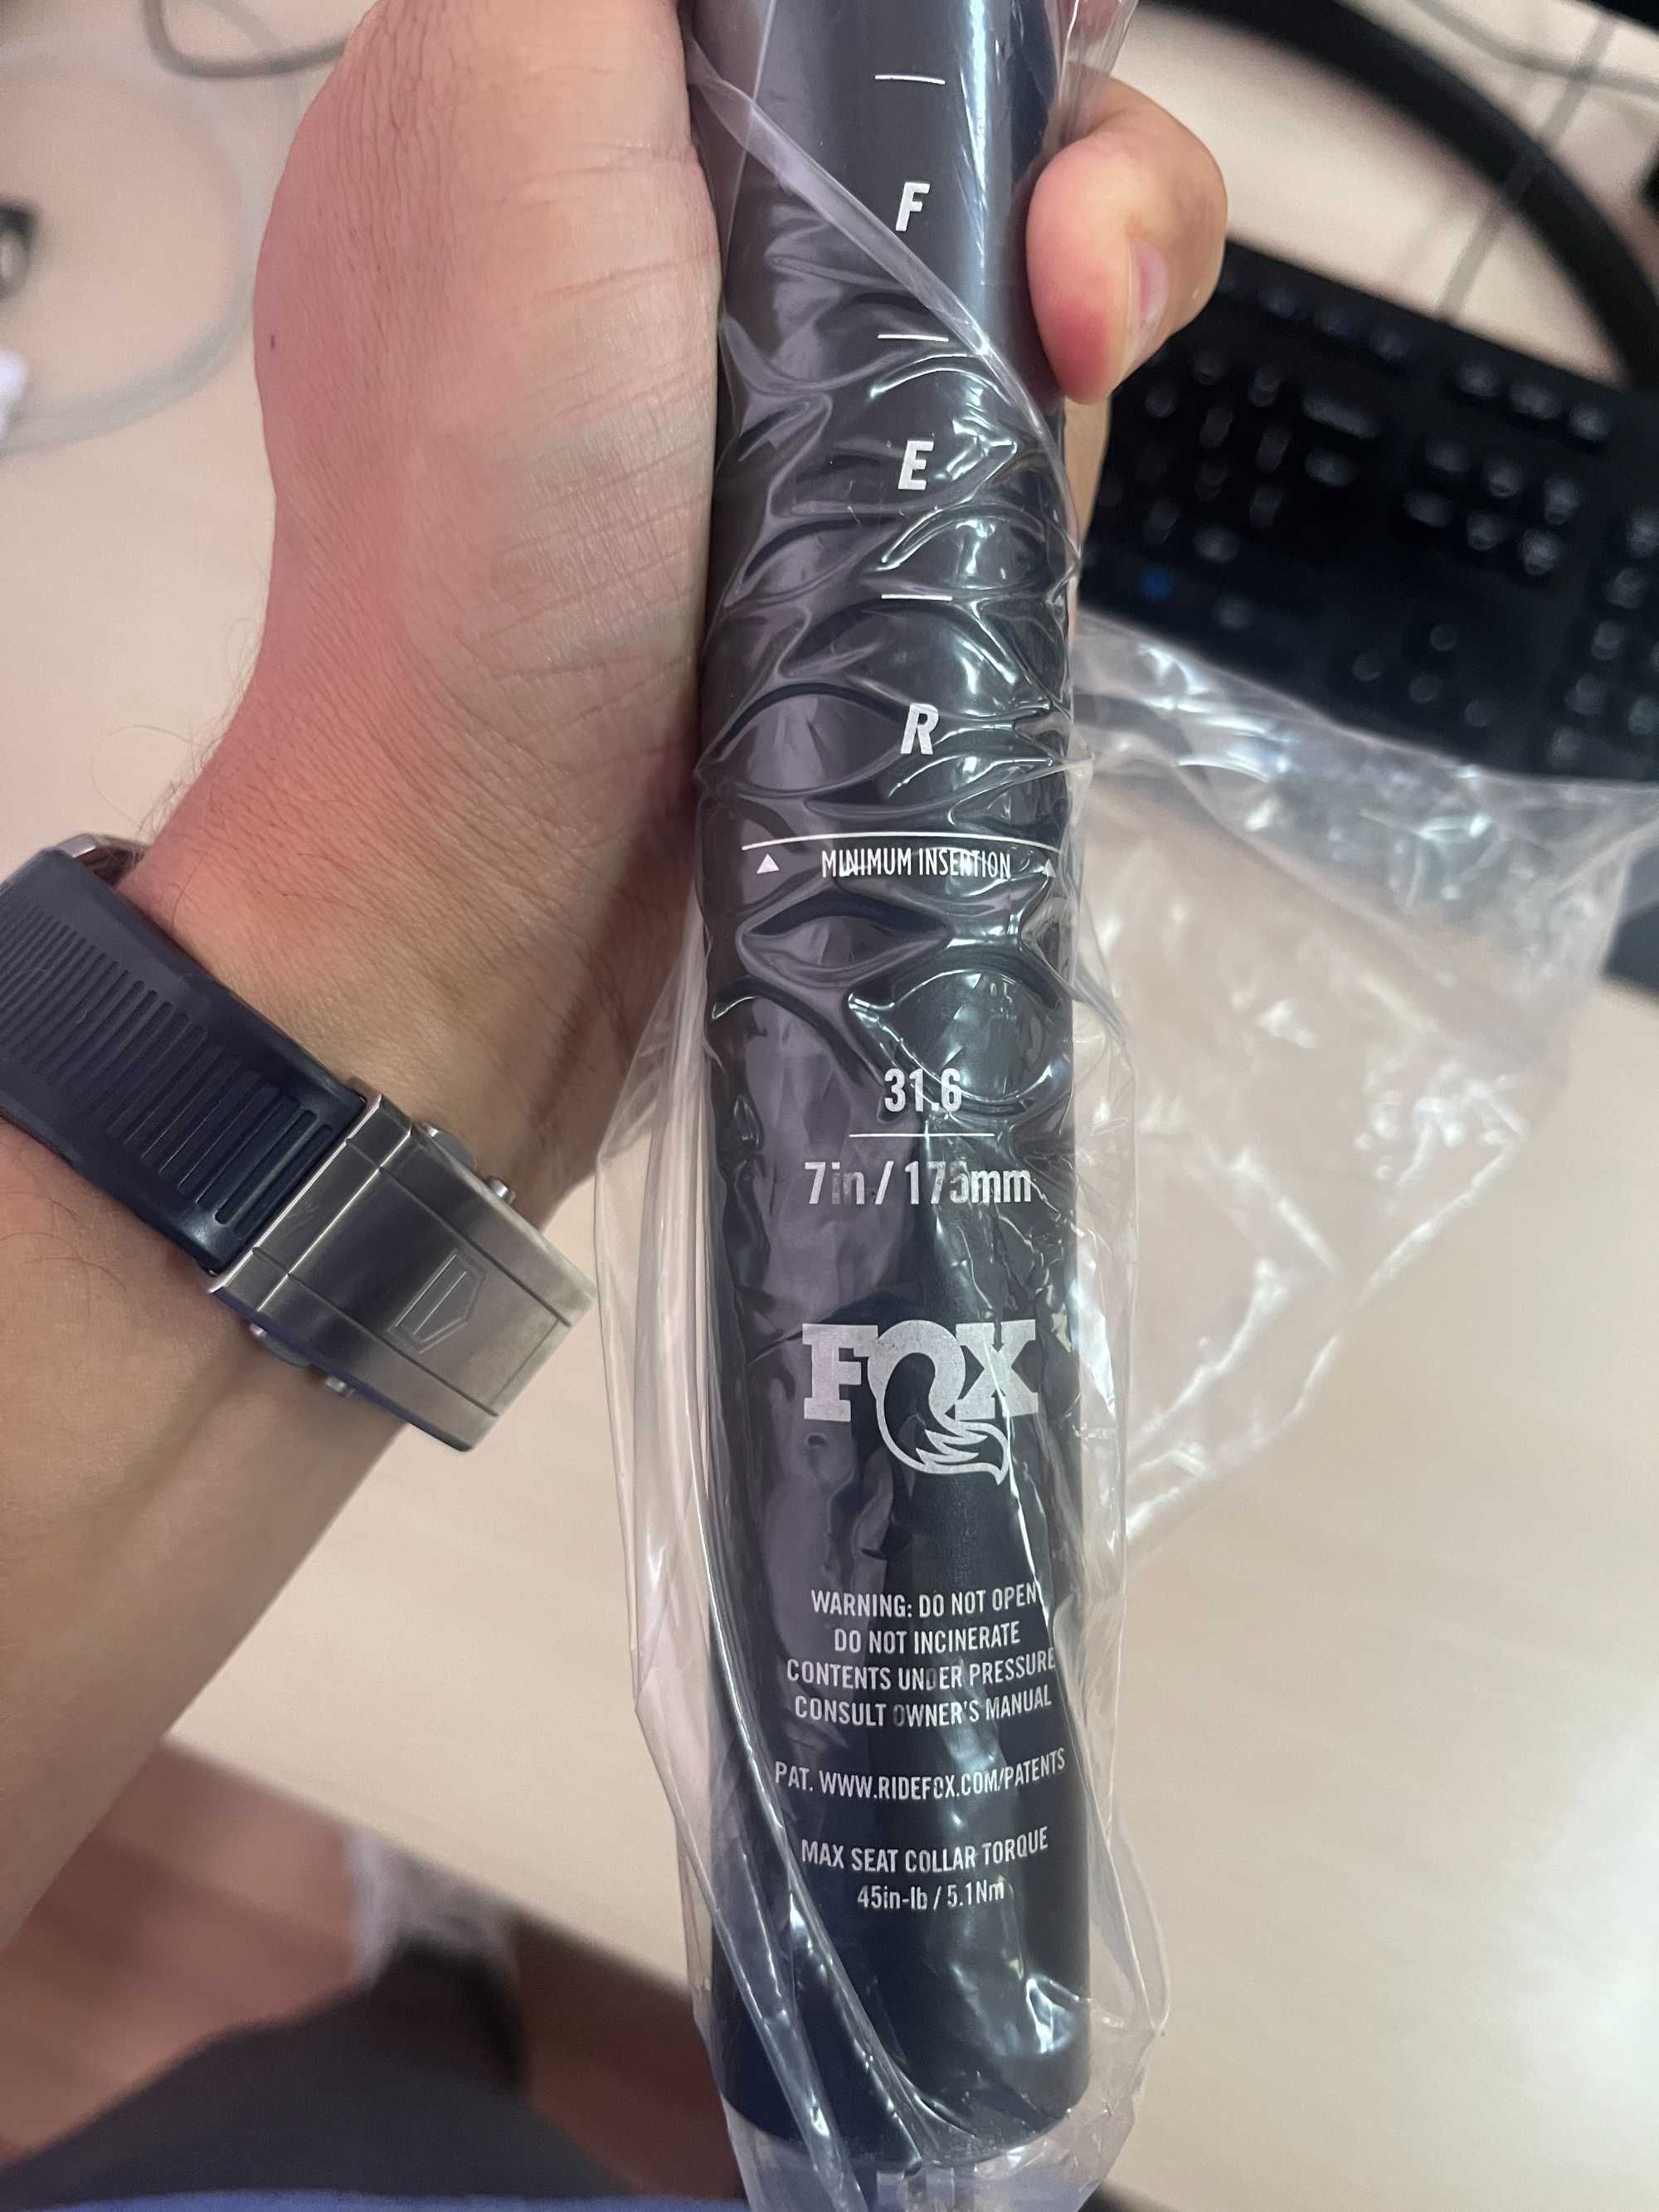 F
E
R
MINIMUM INSERTION
31.6
7in / 175mm
FOX
WARNING: DO NOT OPEN
DO NOT INCINERATE
CONTENTS UNDER PRESSURE
CONSULT OWNER'S MANUAL
PAT. WWW.RIDEFOX.COM/PATENTS
MAX SEAT COLLAR TORQUE
45in-lb / 5.1Nm